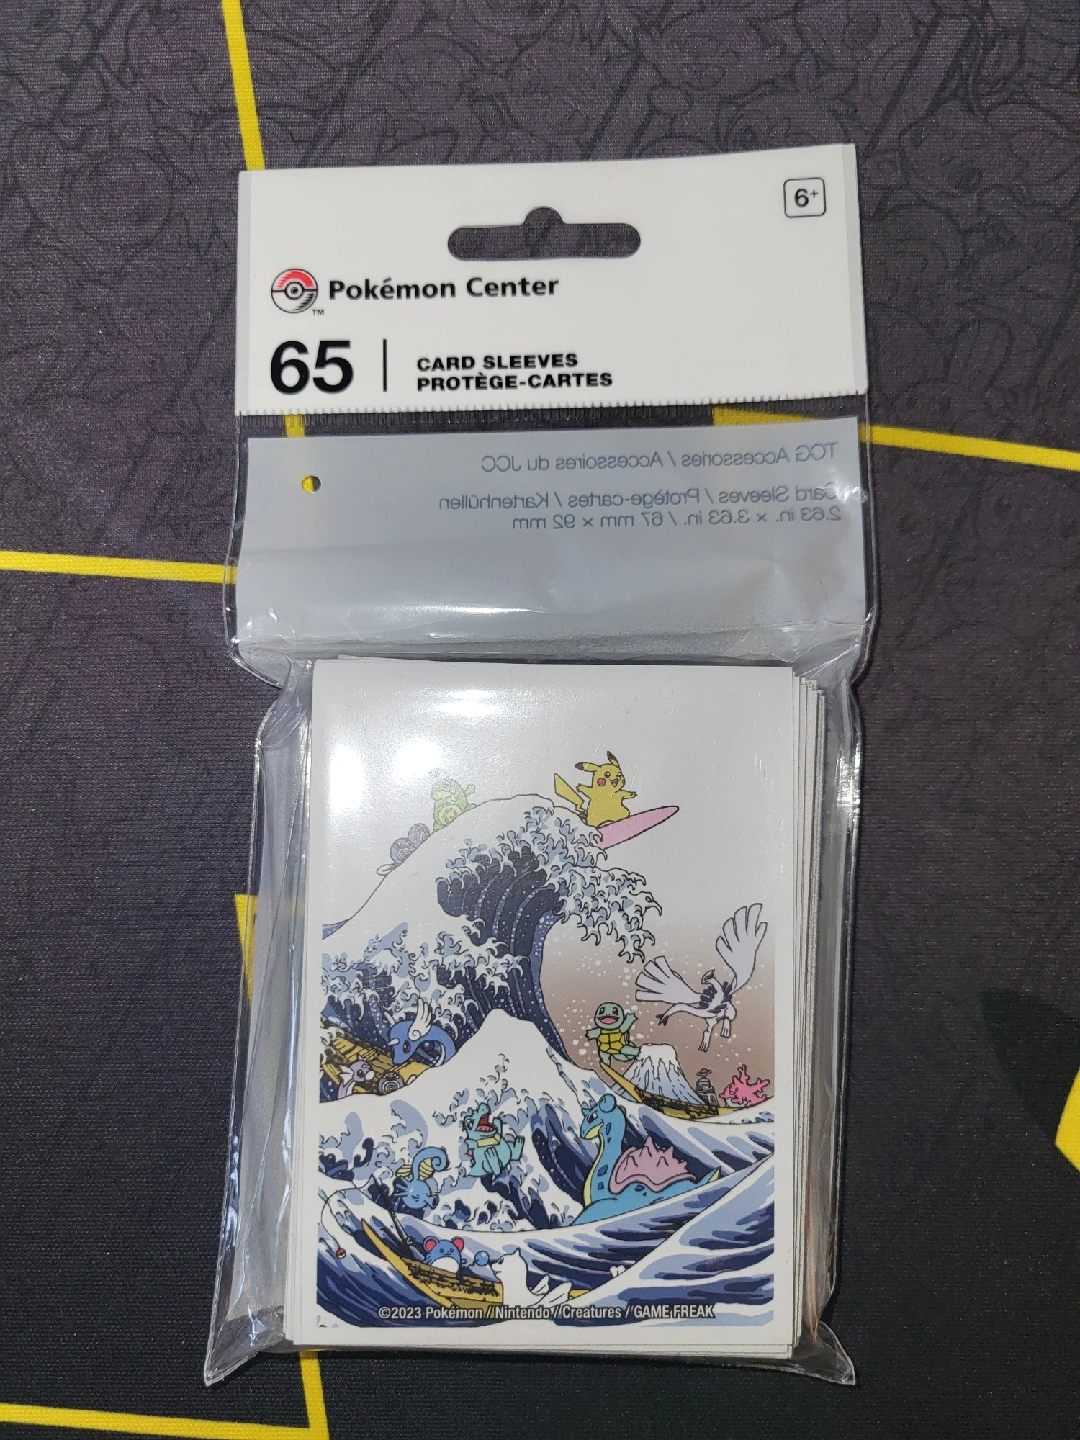 6+
Pokémon Center
TM
65
CARD SLEEVES
PROTÈGE-CARTES
TCG Accessories / Accessoires du JCC
Card Sleeves / Protège-cartes / Kartenhüllen
2.63 in. × 3.63 in. / 67 mm × 92 mm
©2023 Pokémon / Nintendo / Creatures / GAME FREAK